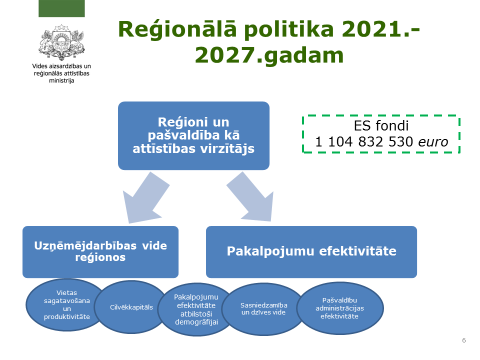 Reģionālā politika 2021.-
2027.gadam
Vides aizsardzības un
reģionālās attīstības
ministrija
Reģioni un
pašvaldība kā
attīstības virzītājs
ES fondi
1 104 832 530 euro
Uzņēmējdarbības vide
reģionos
Pakalpojumu efektivitāte
Vietas
sagatavošana
un
produktivitāte
Cilvēkkapitāls
Pakalpojumu
efektivitāte
atbilstoši
demogrāfijai
Sasniedzamība
un dzīves vide
Pašvaldību
administrācijas
efektivitāte
6